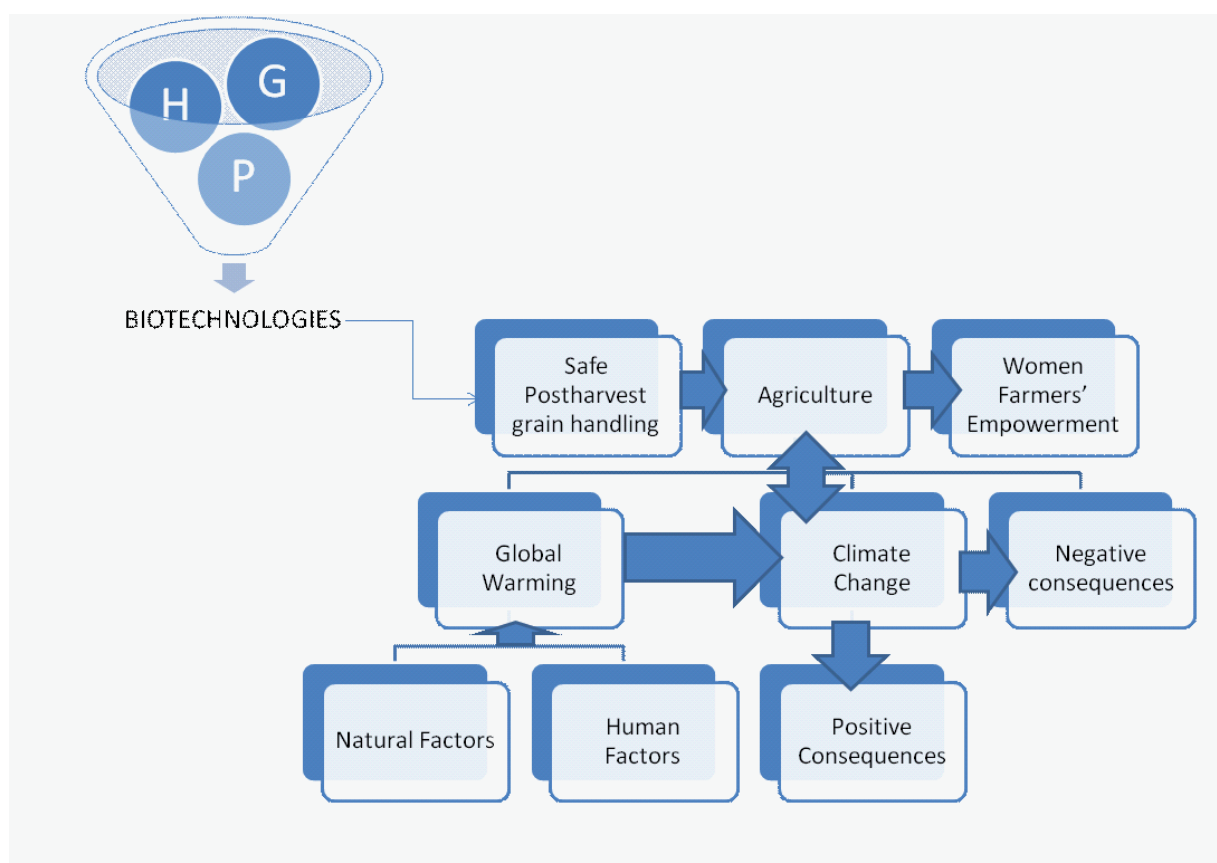 H
G
P
BIOTECHNOLOGIES
Safe
Postharvest
grain handling
Agriculture
Women
Farmers’
Empowerment
Global
Warming
Climate
Change
Negative
consequences
Natural Factors
Human
Factors
Positive
Consequences